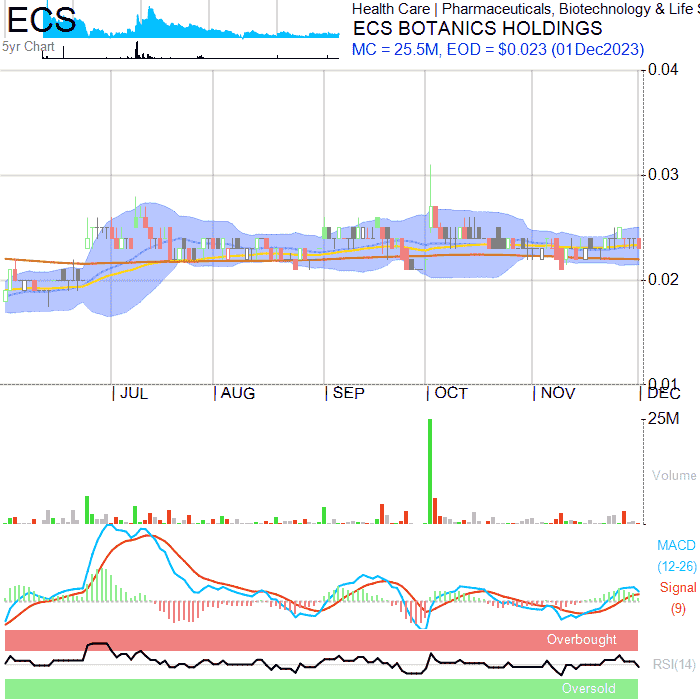 ECS
5yr Chart
Health Care | Pharmaceuticals, Biotechnology & Life S
ECS BOTANICS HOLDINGS
MC = 25.5M, EOD = $0.023 (01Dec2023)
0.04
0.03
0.02
0.01
| JUL | AUG | SEP | OCT | NOV | DEC
25M
Volume
MACD
(12-26)
Signal
(9)
Overbought
RSI(14)
Oversold